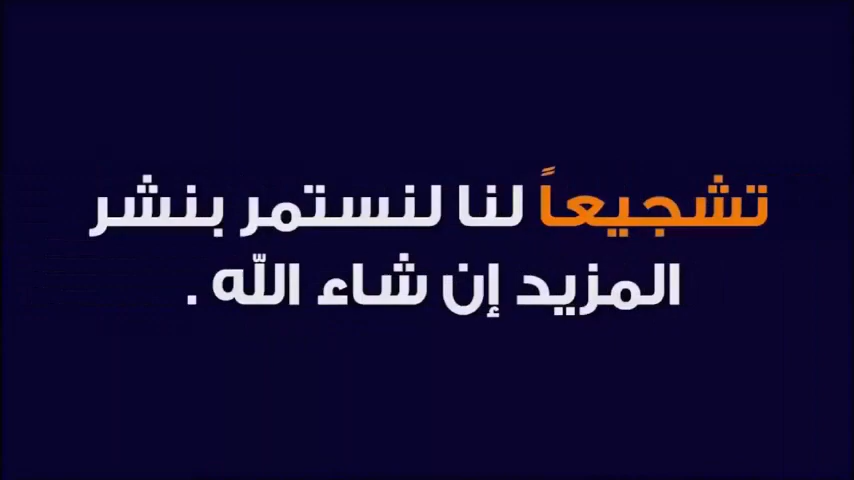 تشجيعاً لنا لنستمر بنشر
المزيد إن شاء الله .